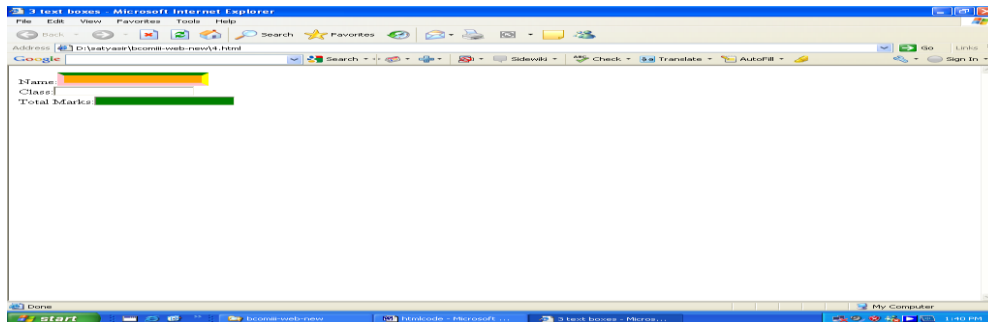 3 text boxes - Microsoft Internet Explorer
File Edit View Favorites Tools Help
Back Search Favorites
Address D:\satyasir\bcomiii-web-new\4.html Go Links
Google Search Sidewiki Check Translate AutoFill Sign In
Name:
Class:
Total Marks:
Done My Computer
start bcomiii-web-new htmlcode - Microsoft ... 3 text boxes - Micros... 1:40 PM